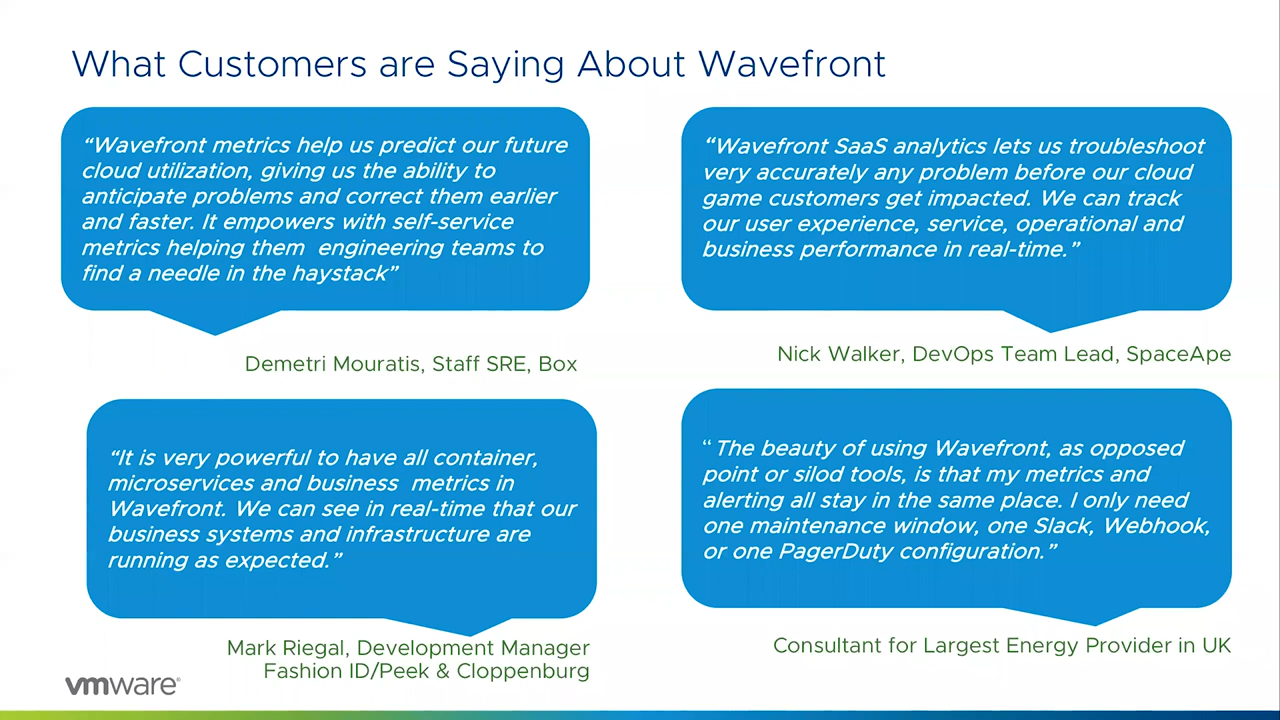 What Customers are Saying About Wavefront
“Wavefront metrics help us predict our future
cloud utilization, giving us the ability to
anticipate problems and correct them earlier
and faster. It empowers with self-service
metrics helping them  engineering teams to
find a needle in the haystack”
Demetri Mouratis, Staff SRE, Box
“Wavefront SaaS analytics lets us troubleshoot
very accurately any problem before our cloud
game customers get impacted. We can track
our user experience, service, operational and
business performance in real-time.”
Nick Walker, DevOps Team Lead, SpaceApe
“It is very powerful to have all container,
microservices and business  metrics in
Wavefront. We can see in real-time that our
business systems and infrastructure are
running as expected.”
Mark Riegal, Development Manager
Fashion ID/Peek & Cloppenburg
“ The beauty of using Wavefront, as opposed
point or silod tools, is that my metrics and
alerting all stay in the same place. I only need
one maintenance window, one Slack, Webhook,
or one PagerDuty configuration.”
Consultant for Largest Energy Provider in UK
vmware®